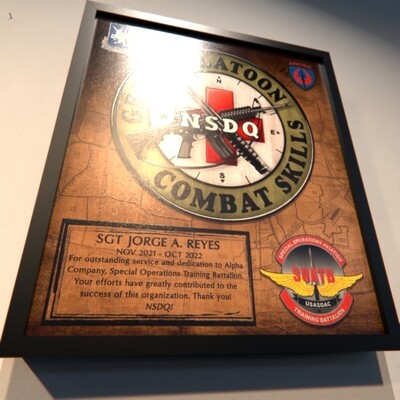 PLATOON
N
NSDQ
E
S
COMBAT SKILLS
SGT JORGE A. REYES
NOV 2021 - OCT 2022
For outstanding service and dedication to Alpha
Company, Special Operations Training Battalion.
Your efforts have greatly contributed to the
success of this organization. Thank you!
NSDQ!
SPECIAL OPERATIONS AVIATION
SOATB
USASOAC
TRAINING BATTALION